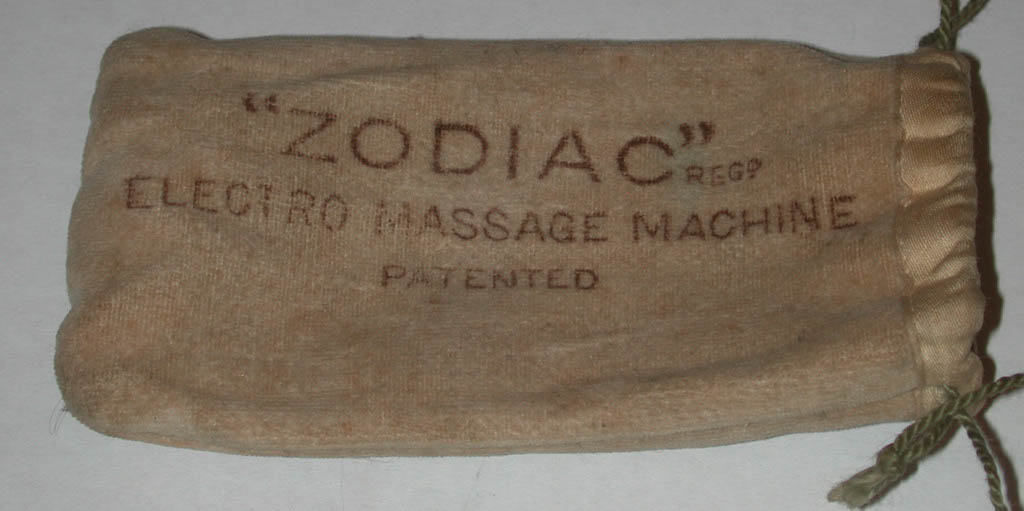 "ZODIAC" REGD
ELECTRO MASSAGE MACHINE
PATENTED